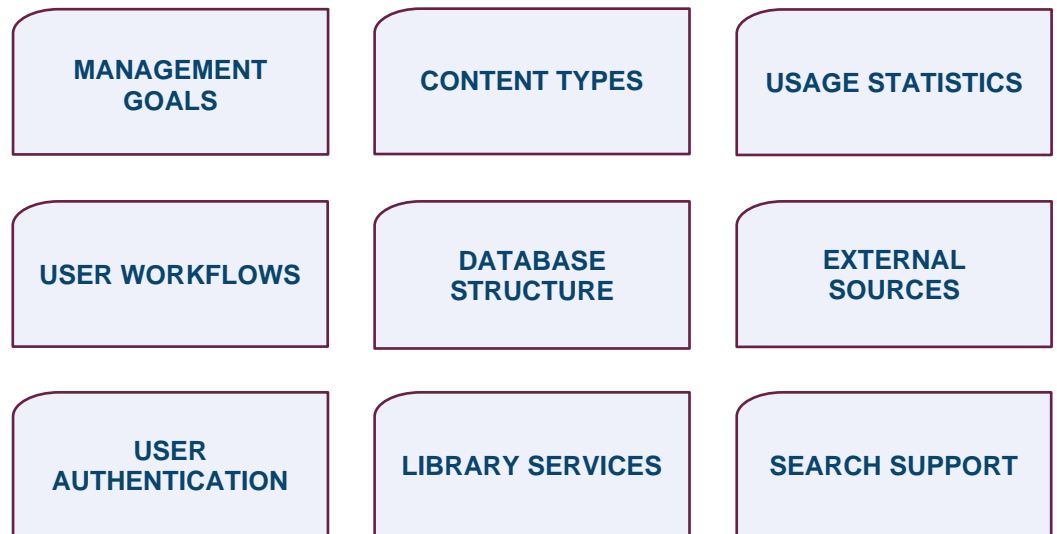 MANAGEMENT
GOALS
CONTENT TYPES
USAGE STATISTICS
USER WORKFLOWS
DATABASE
STRUCTURE
EXTERNAL
SOURCES
USER
AUTHENTICATION
LIBRARY SERVICES
SEARCH SUPPORT